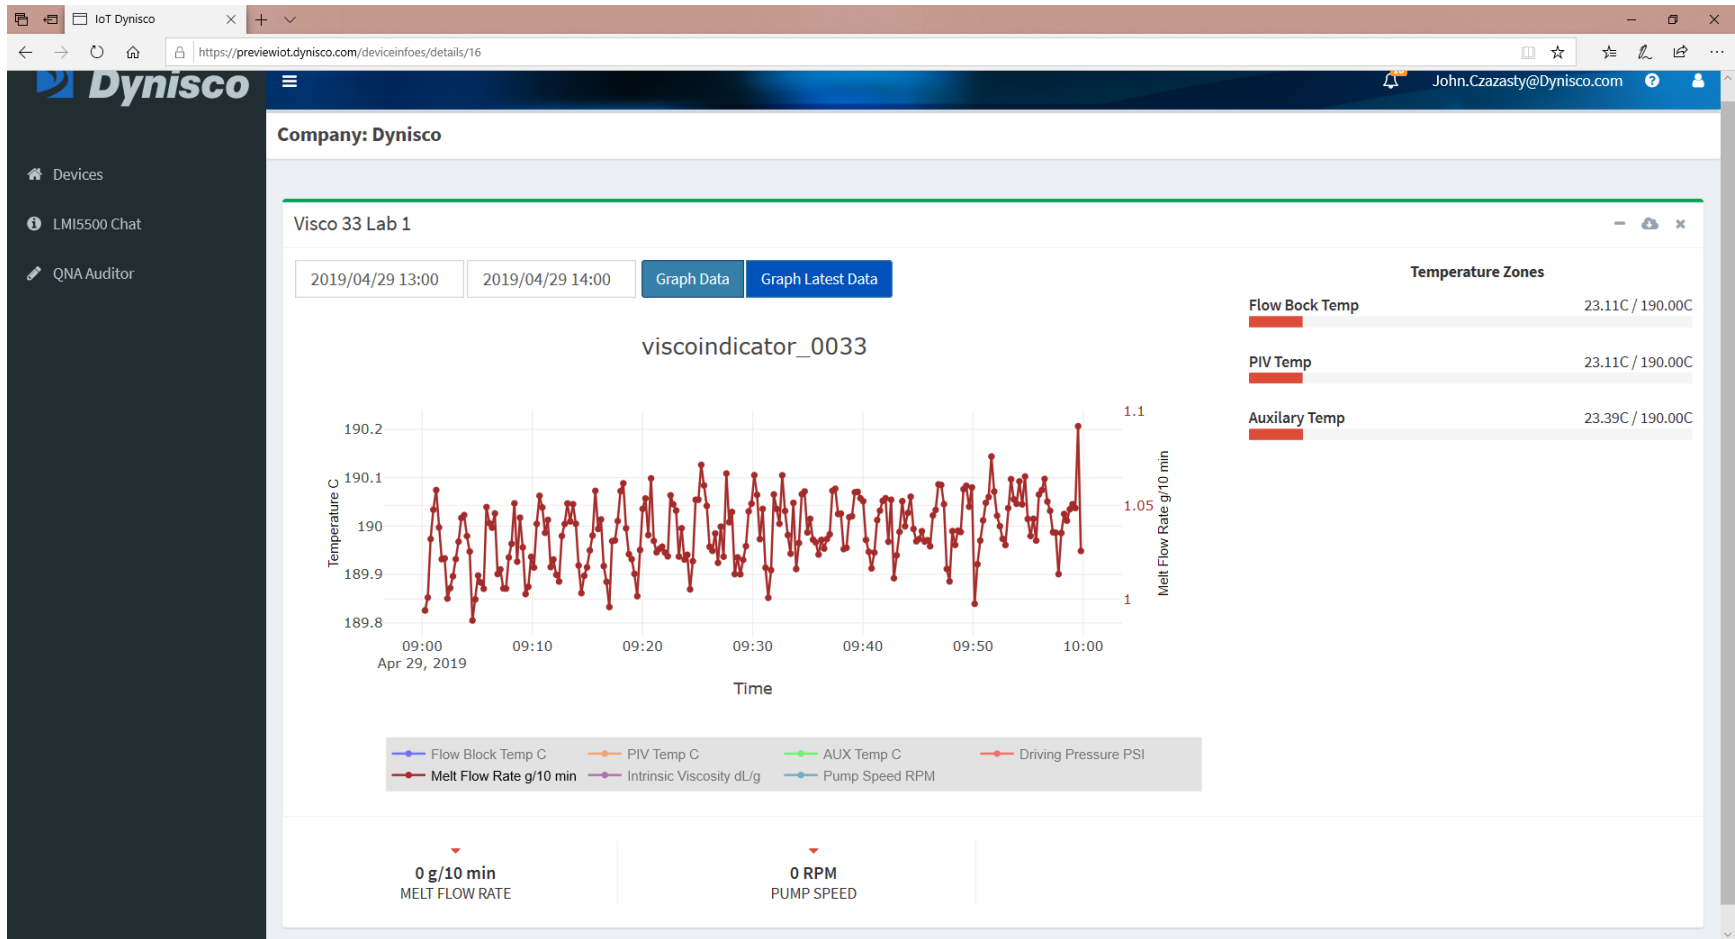 IoT Dynisco
https://previewiot.dynisco.com/deviceinfoes/details/16
Dynisco
John.Czazasty@Dynisco.com
Company: Dynisco
Devices
LMI5500 Chat
QNA Auditor
Visco 33 Lab 1
2019/04/29 13:00 2019/04/29 14:00 Graph Data Graph Latest Data
Temperature Zones
Flow Bock Temp 23.11C / 190.00C
PIV Temp 23.11C / 190.00C
Auxilary Temp 23.39C / 190.00C
viscoindicator_0033
190.2
190.1
190
189.9
189.8
Temperature C
1.1
1.05
1
Melt Flow Rate g/10 min
09:00 09:10 09:20 09:30 09:40 09:50 10:00
Apr 29, 2019
Time
Flow Block Temp C PIV Temp C AUX Temp C Driving Pressure PSI
Melt Flow Rate g/10 min Intrinsic Viscosity dL/g Pump Speed RPM
0 g/10 min
MELT FLOW RATE
0 RPM
PUMP SPEED